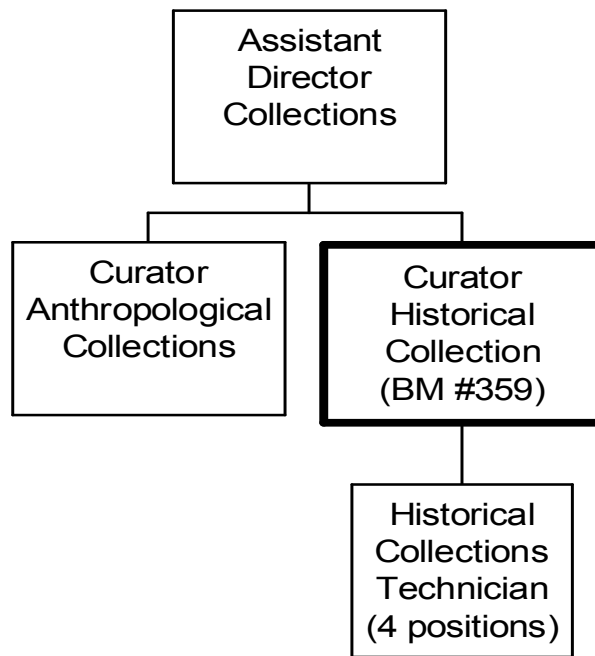 Assistant
Director
Collections
Curator
Anthropological
Collections
Curator
Historical
Collection
(BM #359)
Historical
Collections
Technician
(4 positions)